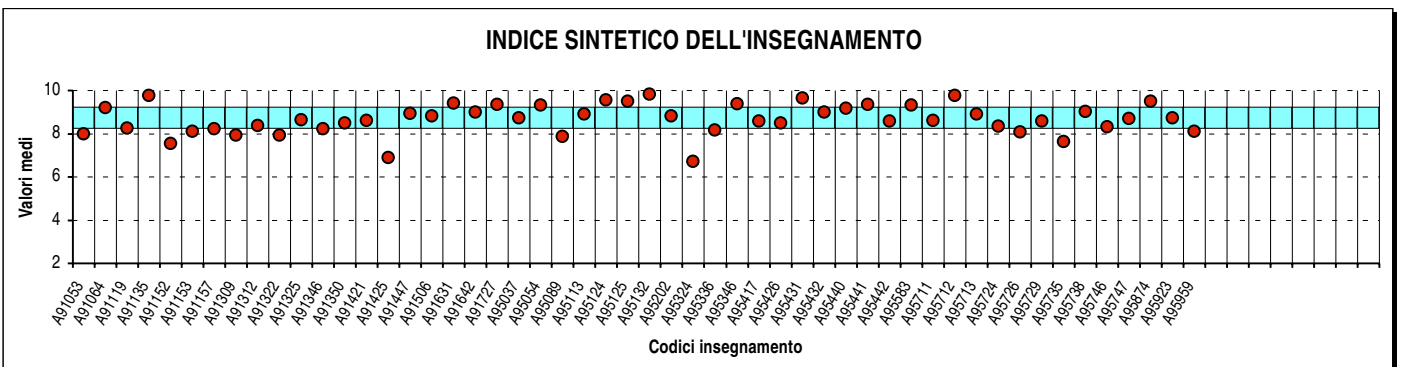 INDICE SINTETICO DELL'INSEGNAMENTO
10
8
6
4
2
Valori medi
A91053
A91064
A91119
A91135
A91152
A91153
A91157
A91309
A91312
A91322
A91325
A91346
A91350
A91421
A91425
A91447
A91506
A91631
A91642
A91727
A95037
A95054
A95089
A95113
A95124
A95125
A95132
A95202
A95324
A95336
A95346
A95417
A95426
A95431
A95432
A95440
A95441
A95442
A95583
A95711
A95712
A95713
A95724
A95726
A95729
A95735
A95738
A95746
A95747
A95874
A95923
A95959
Codici insegnamento